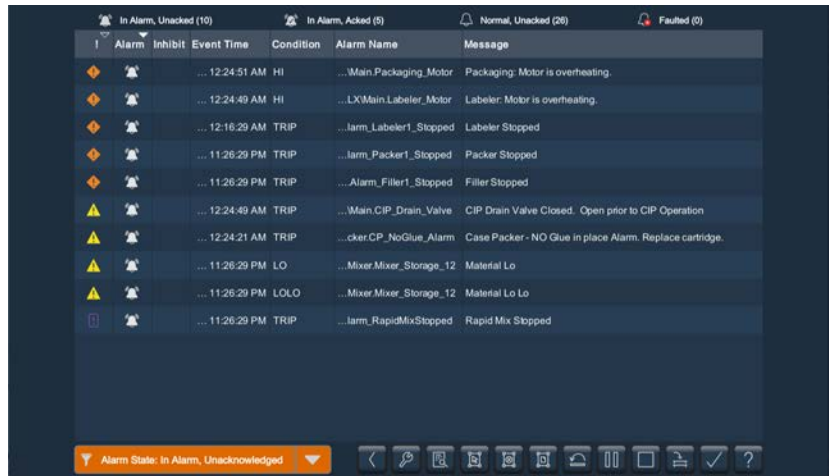 In Alarm, Unacked (10) In Alarm, Acked (5) Normal, Unacked (26) Faulted (0)
! Alarm Inhibit Event Time Condition Alarm Name Message
... 12:24:51 AM HI ...\Main.Packaging_Motor Packaging: Motor is overheating.
... 12:24:49 AM HI ...LX\Main.Labeler_Motor Labeler: Motor is overheating.
... 12:16:29 AM TRIP ...larm_Labeler1_Stopped Labeler Stopped
... 11:26:29 PM TRIP ...larm_Packer1_Stopped Packer Stopped
... 11:26:29 PM TRIP ....Alarm_Filler1_Stopped Filler Stopped
... 12:24:49 AM TRIP ...\Main.CIP_Drain_Valve CIP Drain Valve Closed. Open prior to CIP Operation
... 12:24:21 AM TRIP ...cker.CP_NoGlue_Alarm Case Packer - NO Glue in place Alarm. Replace cartridge.
... 11:26:29 PM LO ...Mixer.Mixer_Storage_12 Material Lo
... 11:26:29 PM LOLO ...Mixer.Mixer_Storage_12 Material Lo Lo
... 11:26:29 PM TRIP ...larm_RapidMixStopped Rapid Mix Stopped
Alarm State: In Alarm, Unacknowledged ?